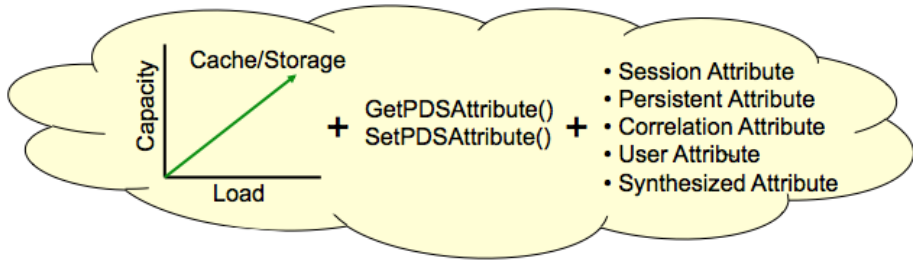 Cache/Storage
Capacity
Load
+
GetPDSAttribute()
SetPDSAttribute()
+
• Session Attribute
• Persistent Attribute
• Correlation Attribute
• User Attribute
• Synthesized Attribute